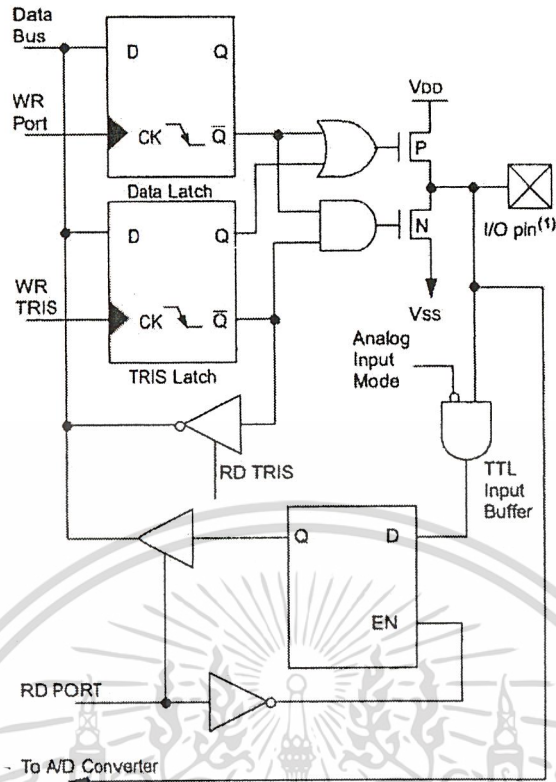 Data
Bus
D
Q
WR
Port
CK
Q̅
VDD
P
Data Latch
D
Q
N
I/O pin(1)
WR
TRIS
CK
Q̅
VSS
TRIS Latch
Analog
Input
Mode
RD TRIS
TTL
Input
Buffer
Q
D
EN
RD PORT
To A/D Converter